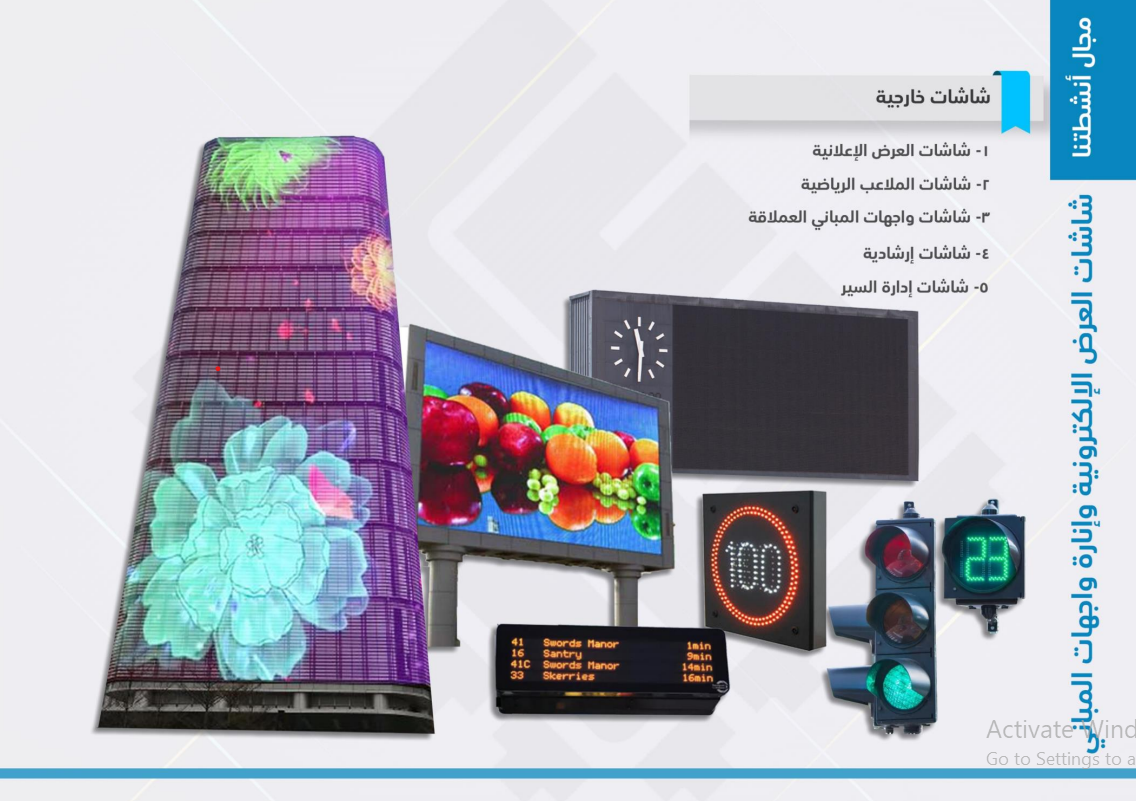 مجال أنشطتنا
شاشات العرض الإلكترونية وإنارة واجهات المباني
شاشات خارجية
١- شاشات العرض الإعلانية
٢- شاشات الملاعب الرياضية
٣- شاشات واجهات المباني العملاقة
٤- شاشات إرشادية
٥- شاشات إدارة السير
100
23
41 Swords Manor 1min
16 Santry 9min
41C Swords Manor 14min
33 Skerries 16min
Activate Wind
Go to Settings to a